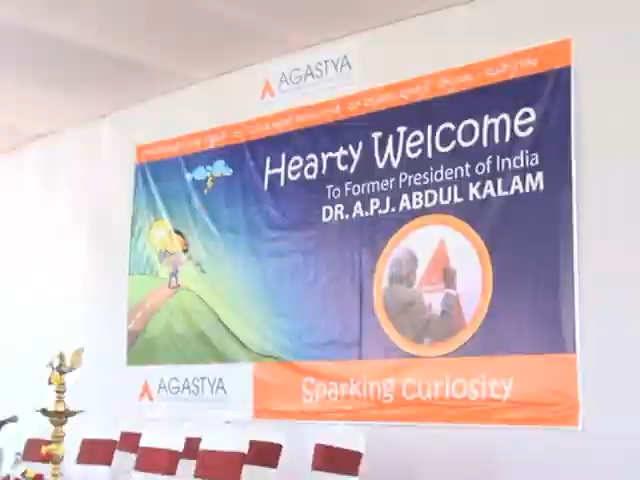 AGASTYA
Hearty Welcome
To Former President of India
DR. A.P.J. ABDUL KALAM
AGASTYA
Sparking Curiosity